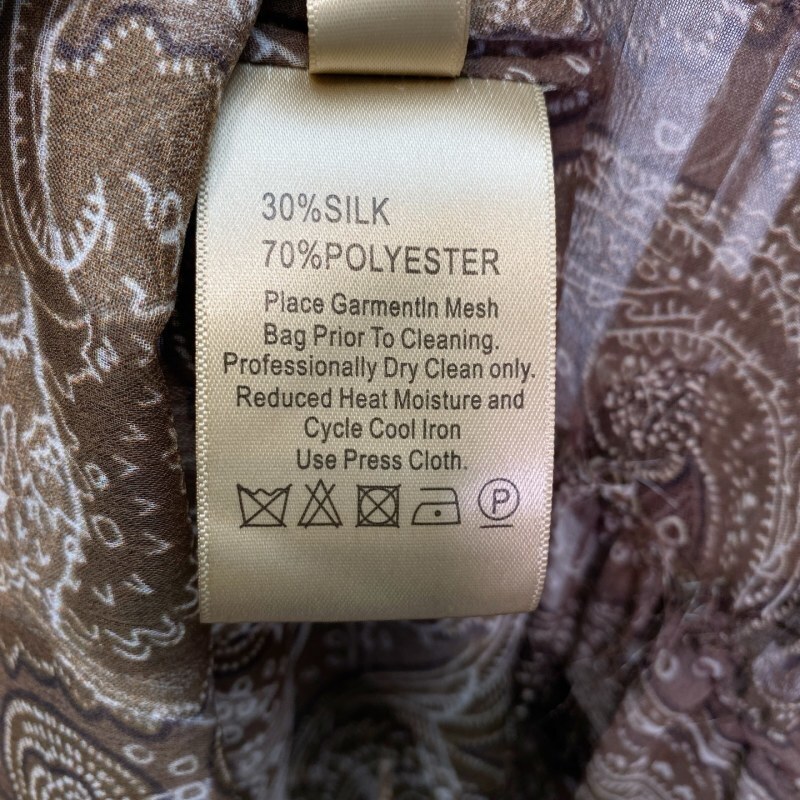 30%SILK
70%POLYESTER
Place GarmentIn Mesh
Bag Prior To Cleaning.
Professionally Dry Clean only.
Reduced Heat Moisture and
Cycle Cool Iron
Use Press Cloth.
P